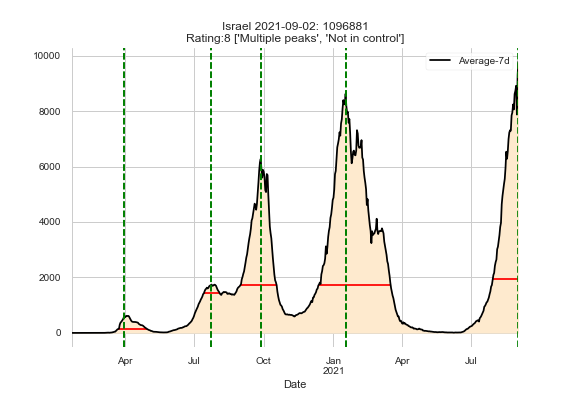 Israel 2021-09-02: 1096881
Rating:8 ['Multiple peaks', 'Not in control']
Average-7d
10000
8000
6000
4000
2000
0
Apr
Jul
Oct
Jan
2021
Apr
Jul
Date